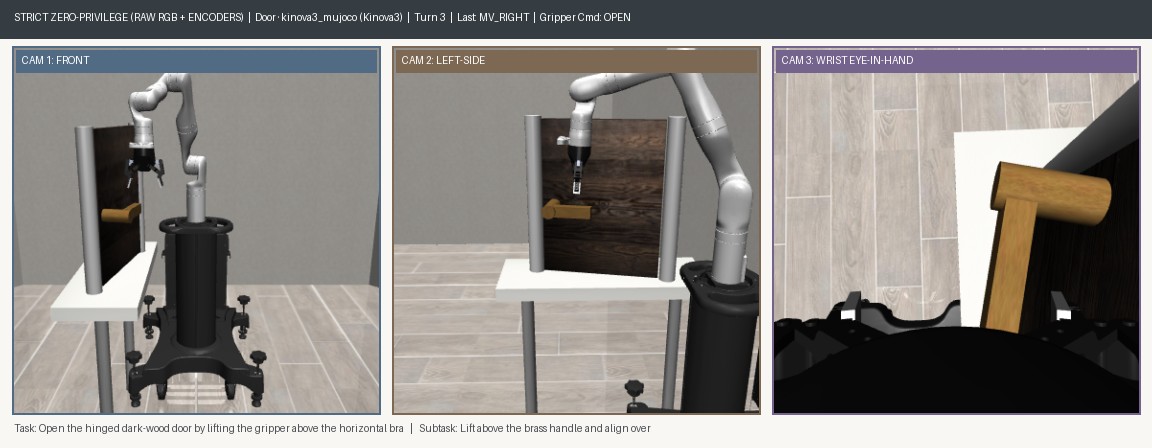 STRICT ZERO-PRIVILEGE (RAW RGB + ENCODERS) | Door · kinova3_mujoco (Kinova3) | Turn 3 | Last: MV_RIGHT | Gripper Cmd: OPEN
CAM 1: FRONT
CAM 2: LEFT-SIDE
CAM 3: WRIST EYE-IN-HAND
Task: Open the hinged dark-wood door by lifting the gripper above the horizontal bra | Subtask: Lift above the brass handle and align over